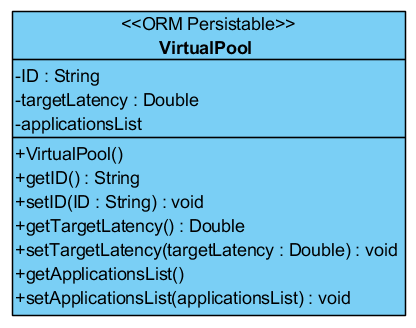 <<ORM Persistable>>
VirtualPool
-ID : String
-targetLatency : Double
-applicationsList
+VirtualPool()
+getID() : String
+setID(ID : String) : void
+getTargetLatency() : Double
+setTargetLatency(targetLatency : Double) : void
+getApplicationsList()
+setApplicationsList(applicationsList) : void